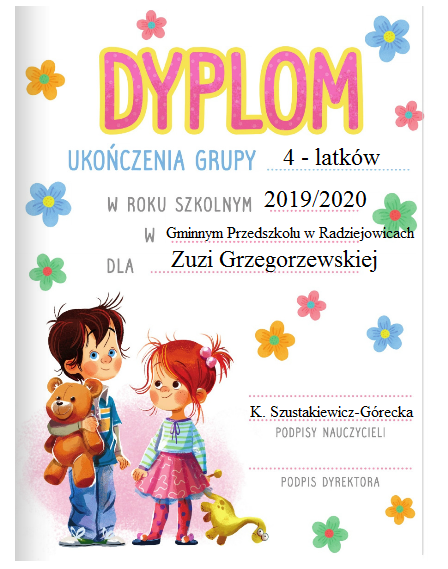 DYPLOM
UKOŃCZENIA GRUPY 4 - latków
W ROKU SZKOLNYM 2019/2020
W Gminnym Przedszkolu w Radziejowicach
DLA Zuzi Grzegorzewskiej
K. Szustakiewicz-Górecka
PODPISY NAUCZYCIELI
PODPIS DYREKTORA